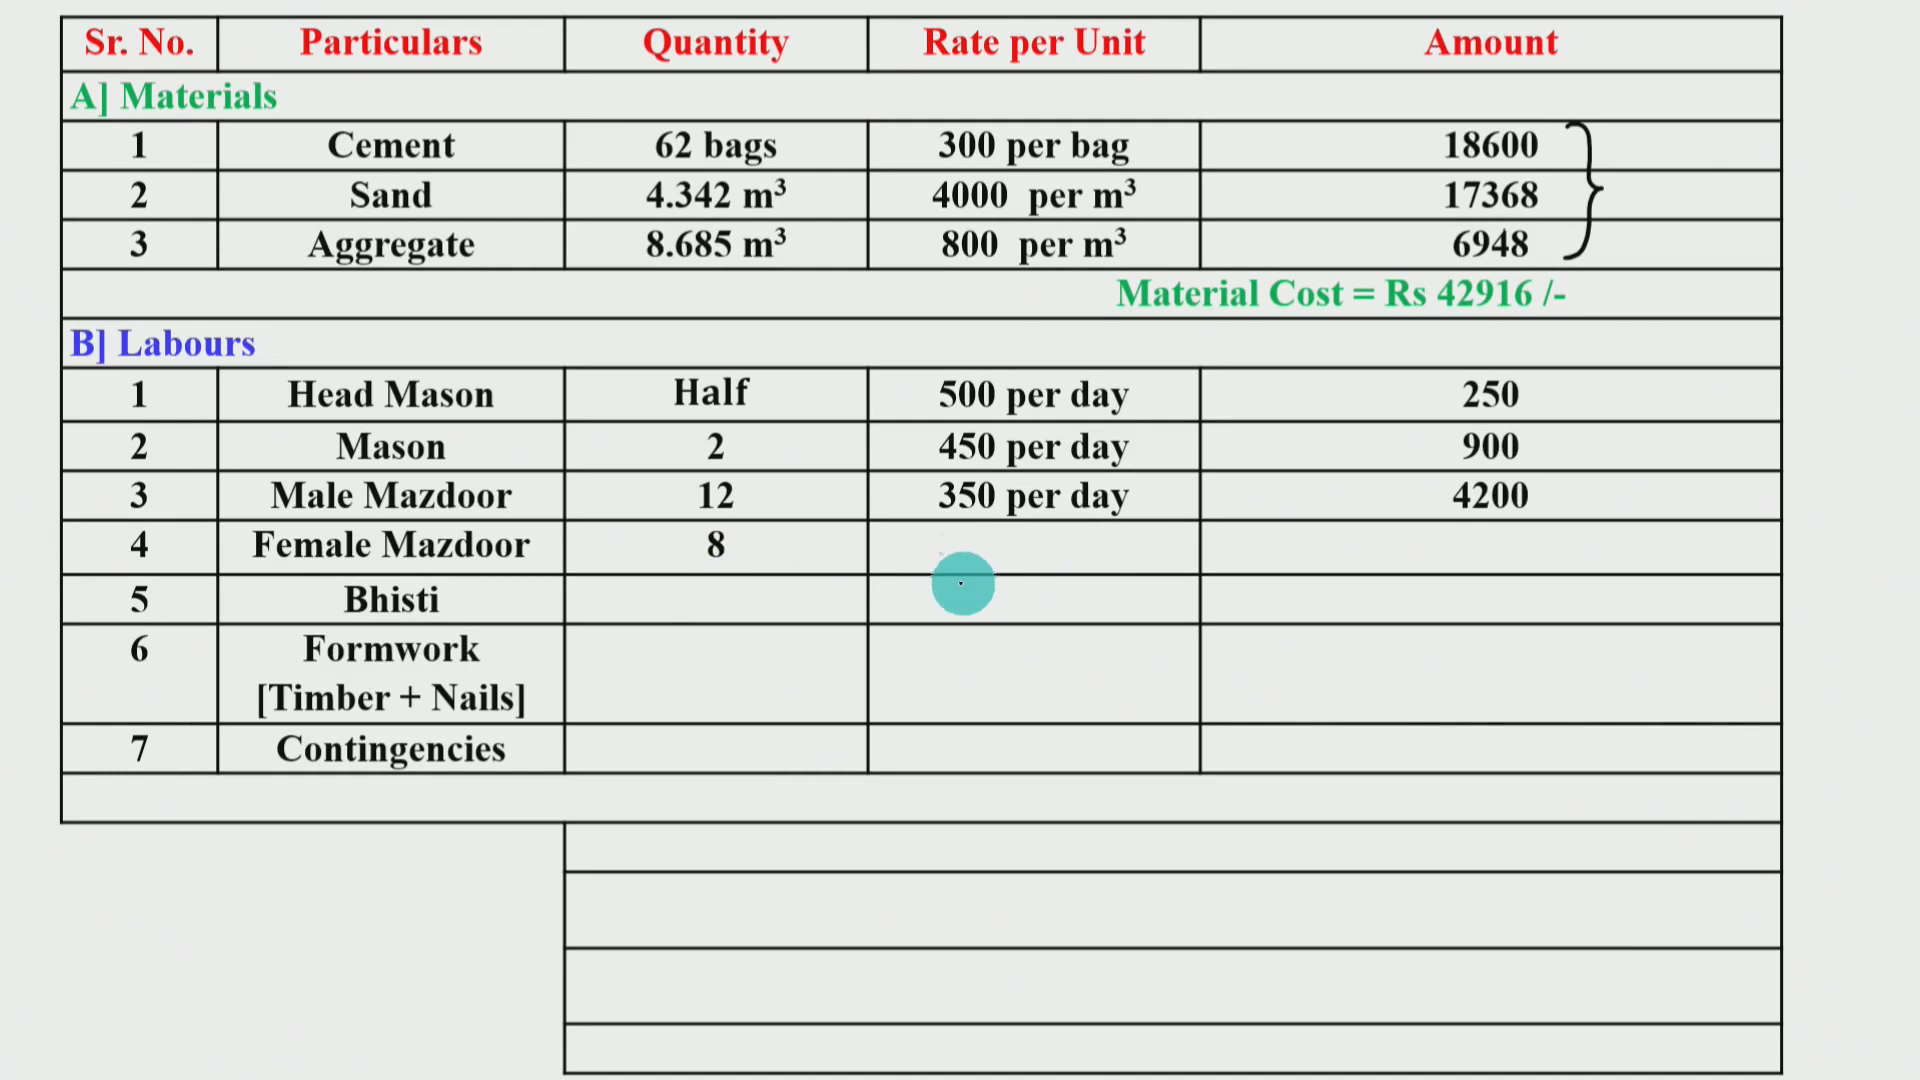 Sr. No. Particulars Quantity Rate per Unit Amount
A] Materials
1 Cement 62 bags 300 per bag 18600
2 Sand 4.342 m³ 4000 per m³ 17368
3 Aggregate 8.685 m³ 800 per m³ 6948
Material Cost = Rs 42916 /-
B] Labours
1 Head Mason Half 500 per day 250
2 Mason 2 450 per day 900
3 Male Mazdoor 12 350 per day 4200
4 Female Mazdoor 8
5 Bhisti
6 Formwork
[Timber + Nails]
7 Contingencies